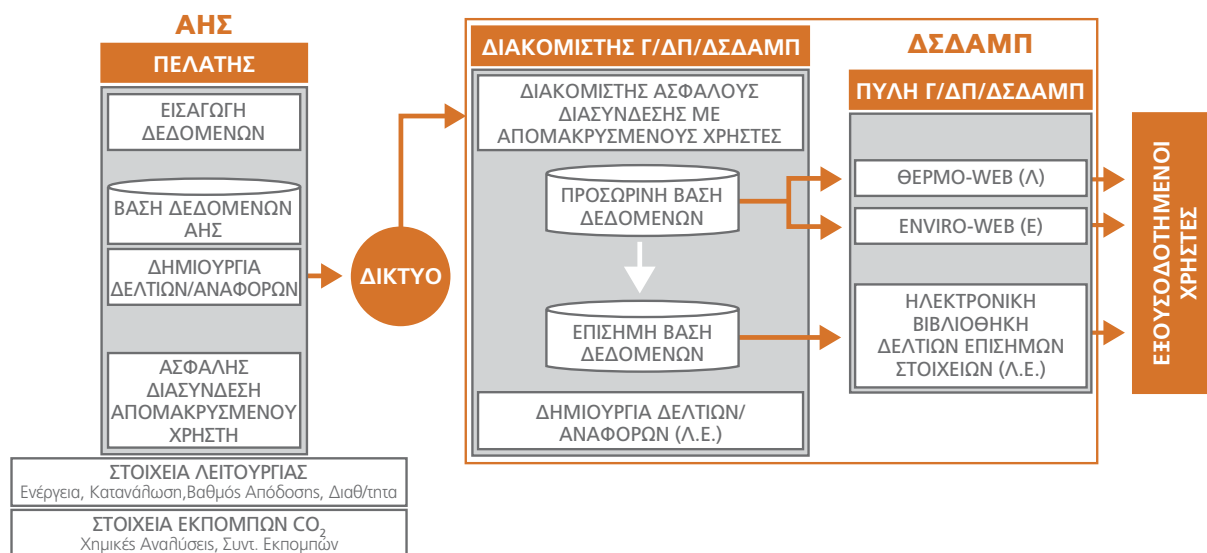 ΑΗΣ
ΠΕΛΑΤΗΣ
ΕΙΣΑΓΩΓΗ
ΔΕΔΟΜΕΝΩΝ
ΒΑΣΗ ΔΕΔΟΜΕΝΩΝ
ΑΗΣ
ΔΗΜΙΟΥΡΓΙΑ
ΔΕΛΤΙΩΝ/ΑΝΑΦΟΡΩΝ
ΑΣΦΑΛΗΣ
ΔΙΑΣΥΝΔΕΣΗ
ΑΠΟΜΑΚΡΥΣΜΕΝΟΥ
ΧΡΗΣΤΗ
ΣΤΟΙΧΕΙΑ ΛΕΙΤΟΥΡΓΙΑΣ
Ενέργεια, Κατανάλωση,Βαθμός Απόδοσης, Διαθ/τητα
ΣΤΟΙΧΕΙΑ ΕΚΠΟΜΠΩΝ CO₂
Χημικές Αναλύσεις, Συντ. Εκπομπών
ΔΙΚΤΥΟ
ΔΙΑΚΟΜΙΣΤΗΣ Γ/ΔΠ/ΔΣΔΑΜΠ
ΔΙΑΚΟΜΙΣΤΗΣ ΑΣΦΑΛΟΥΣ
ΔΙΑΣΥΝΔΕΣΗΣ ΜΕ
ΑΠΟΜΑΚΡΥΣΜΕΝΟΥΣ ΧΡΗΣΤΕΣ
ΠΡΟΣΩΡΙΝΗ ΒΑΣΗ
ΔΕΔΟΜΕΝΩΝ
ΕΠΙΣΗΜΗ ΒΑΣΗ
ΔΕΔΟΜΕΝΩΝ
ΔΗΜΙΟΥΡΓΙΑ ΔΕΛΤΙΩΝ/
ΑΝΑΦΟΡΩΝ (Λ.Ε.)
ΔΣΔΑΜΠ
ΠΥΛΗ Γ/ΔΠ/ΔΣΔΑΜΠ
ΘΕΡΜΟ-WEB (Λ)
ENVIRO-WEB (Ε)
ΗΛΕΚΤΡΟΝΙΚΗ
ΒΙΒΛΙΟΘΗΚΗ
ΔΕΛΤΙΩΝ ΕΠΙΣΗΜΩΝ
ΣΤΟΙΧΕΙΩΝ (Λ.Ε.)
ΕΞΟΥΣΟΔΟΤΗΜΕΝΟΙ
ΧΡΗΣΤΕΣ